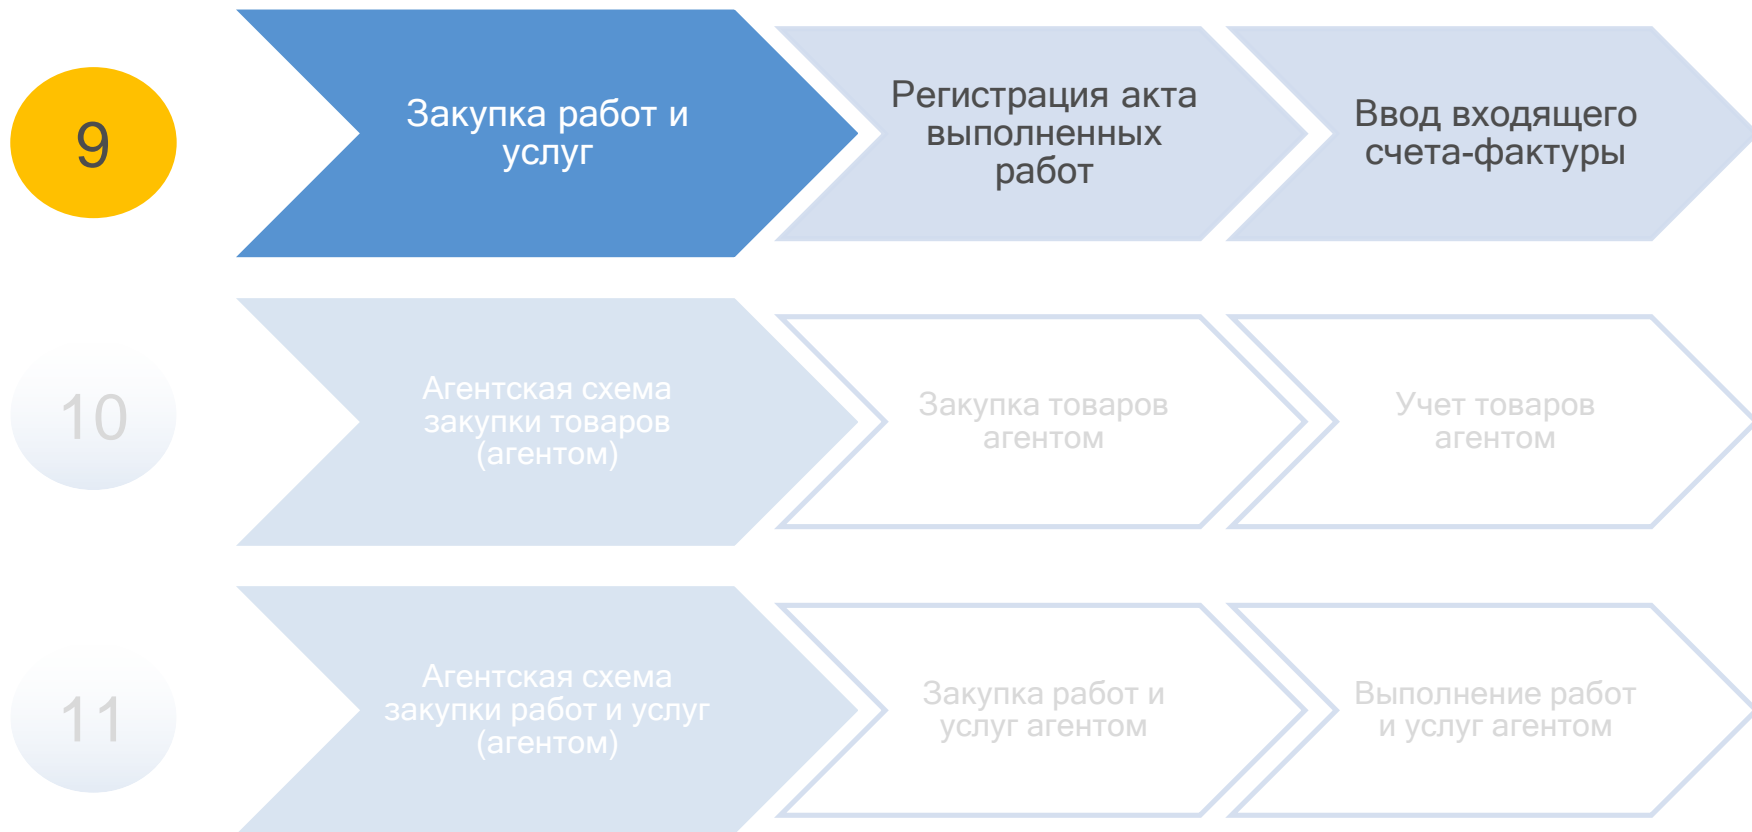 9
Закупка работ и
услуг
Регистрация акта
выполненных
работ
Ввод входящего
счета-фактуры
10
Агентская схема
закупки товаров
(агентом)
Закупка товаров
агентом
Учет товаров
агентом
11
Агентская схема
закупки работ и услуг
(агентом)
Закупка работ и
услуг агентом
Выполнение работ
и услуг агентом